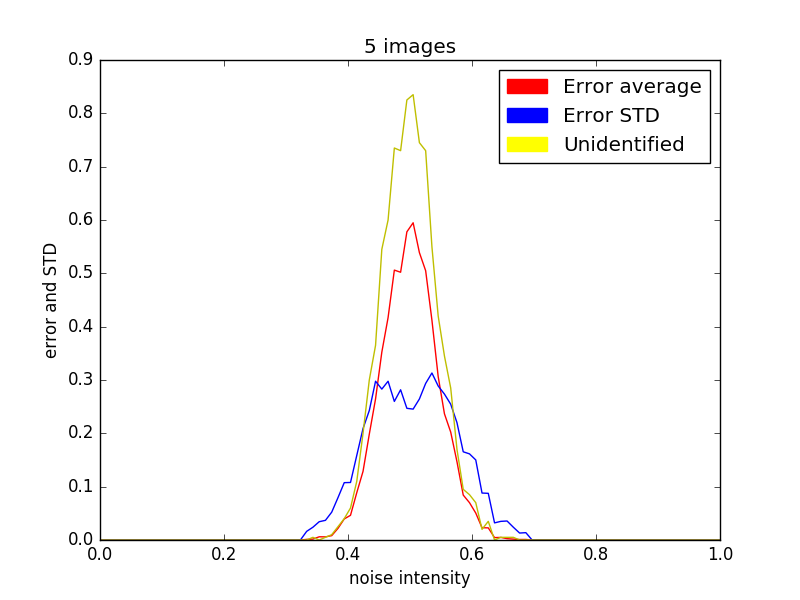 5 images
Error average
Error STD
Unidentified
0.9
0.8
0.7
0.6
0.5
0.4
0.3
0.2
0.1
0.0
error and STD
0.0 0.2 0.4 0.6 0.8 1.0
noise intensity